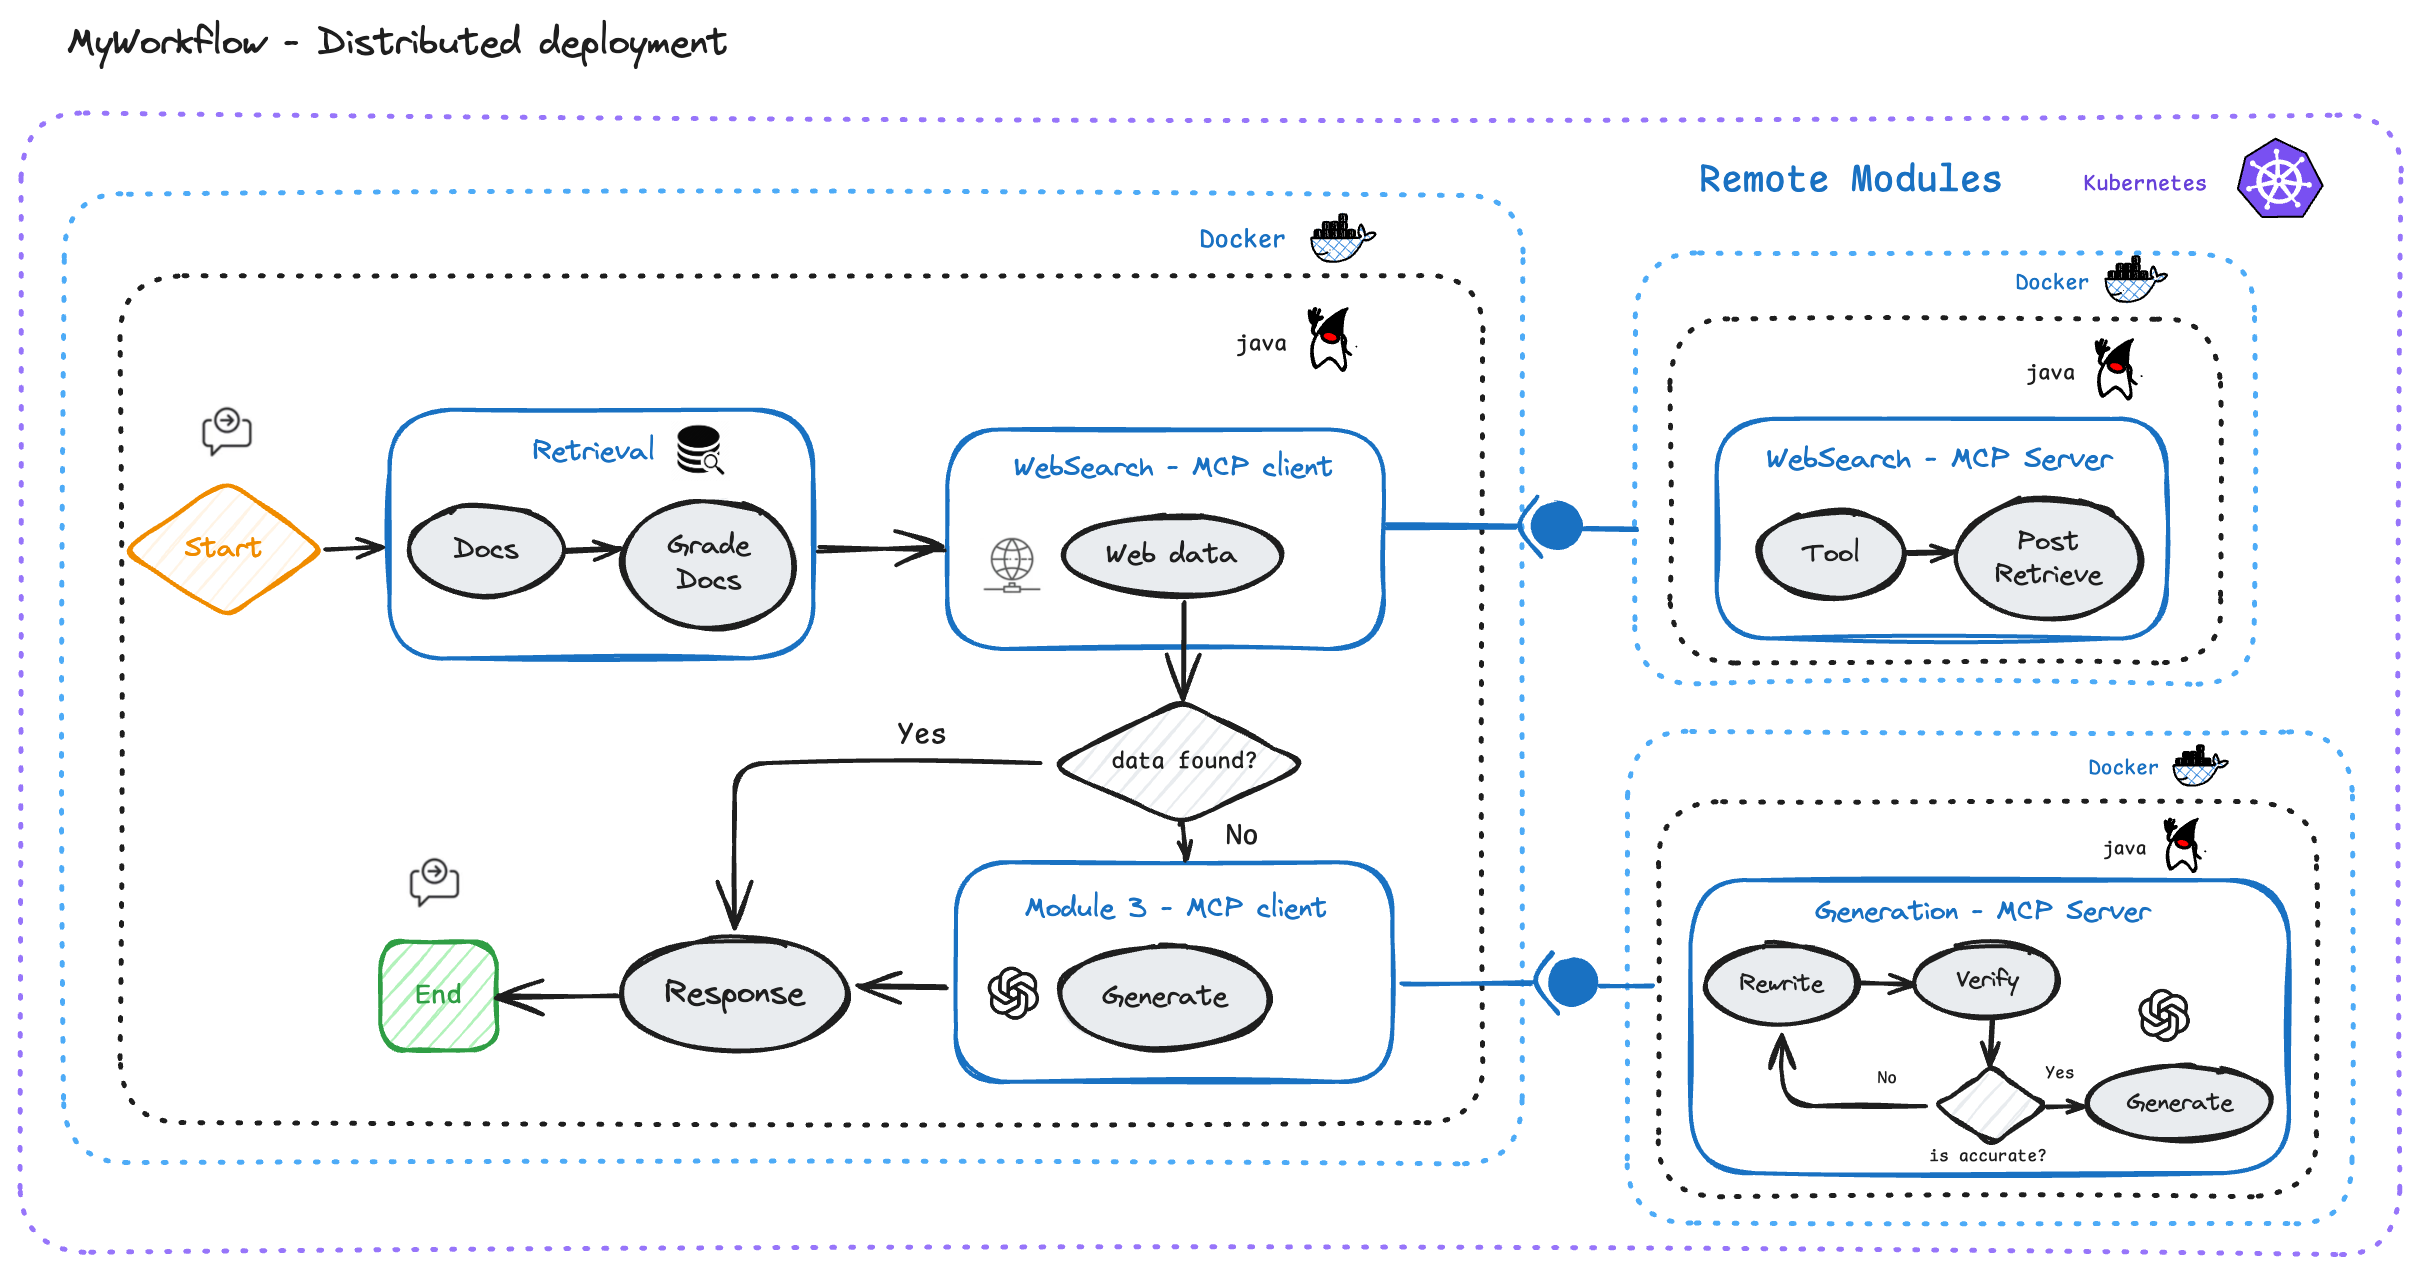 MyWorkflow - Distributed deployment
Remote Modules
Kubernetes
Docker
java
Start
Retrieval
Docs
Grade
Docs
WebSearch - MCP client
Web data
data found?
Yes
No
Module 3 - MCP client
Generate
Response
End
Docker
java
WebSearch - MCP Server
Tool
Post
Retrieve
Docker
java
Generation - MCP Server
Rewrite
Verify
No
Yes
Generate
is accurate?